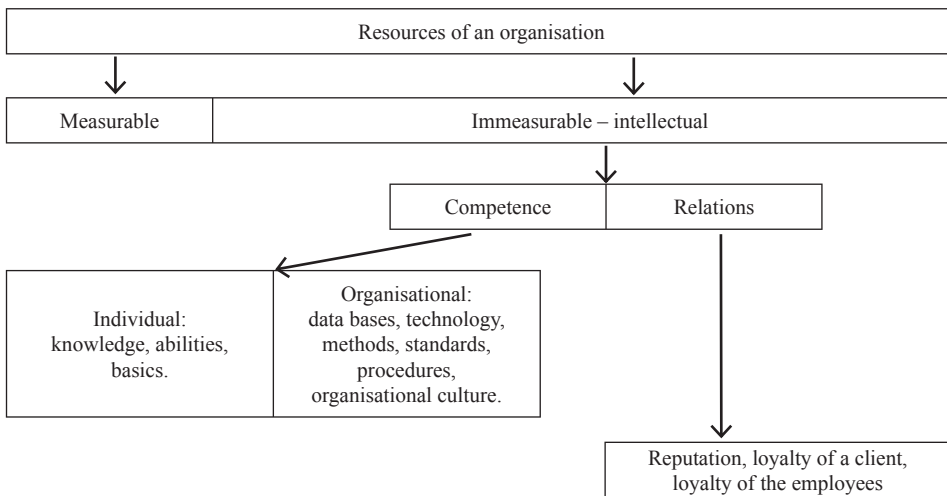 Resources of an organisation
Measurable
Immeasurable – intellectual
Competence
Relations
Individual:
knowledge, abilities,
basics.
Organisational:
data bases, technology,
methods, standards,
procedures,
organisational culture.
Reputation, loyalty of a client,
loyalty of the employees